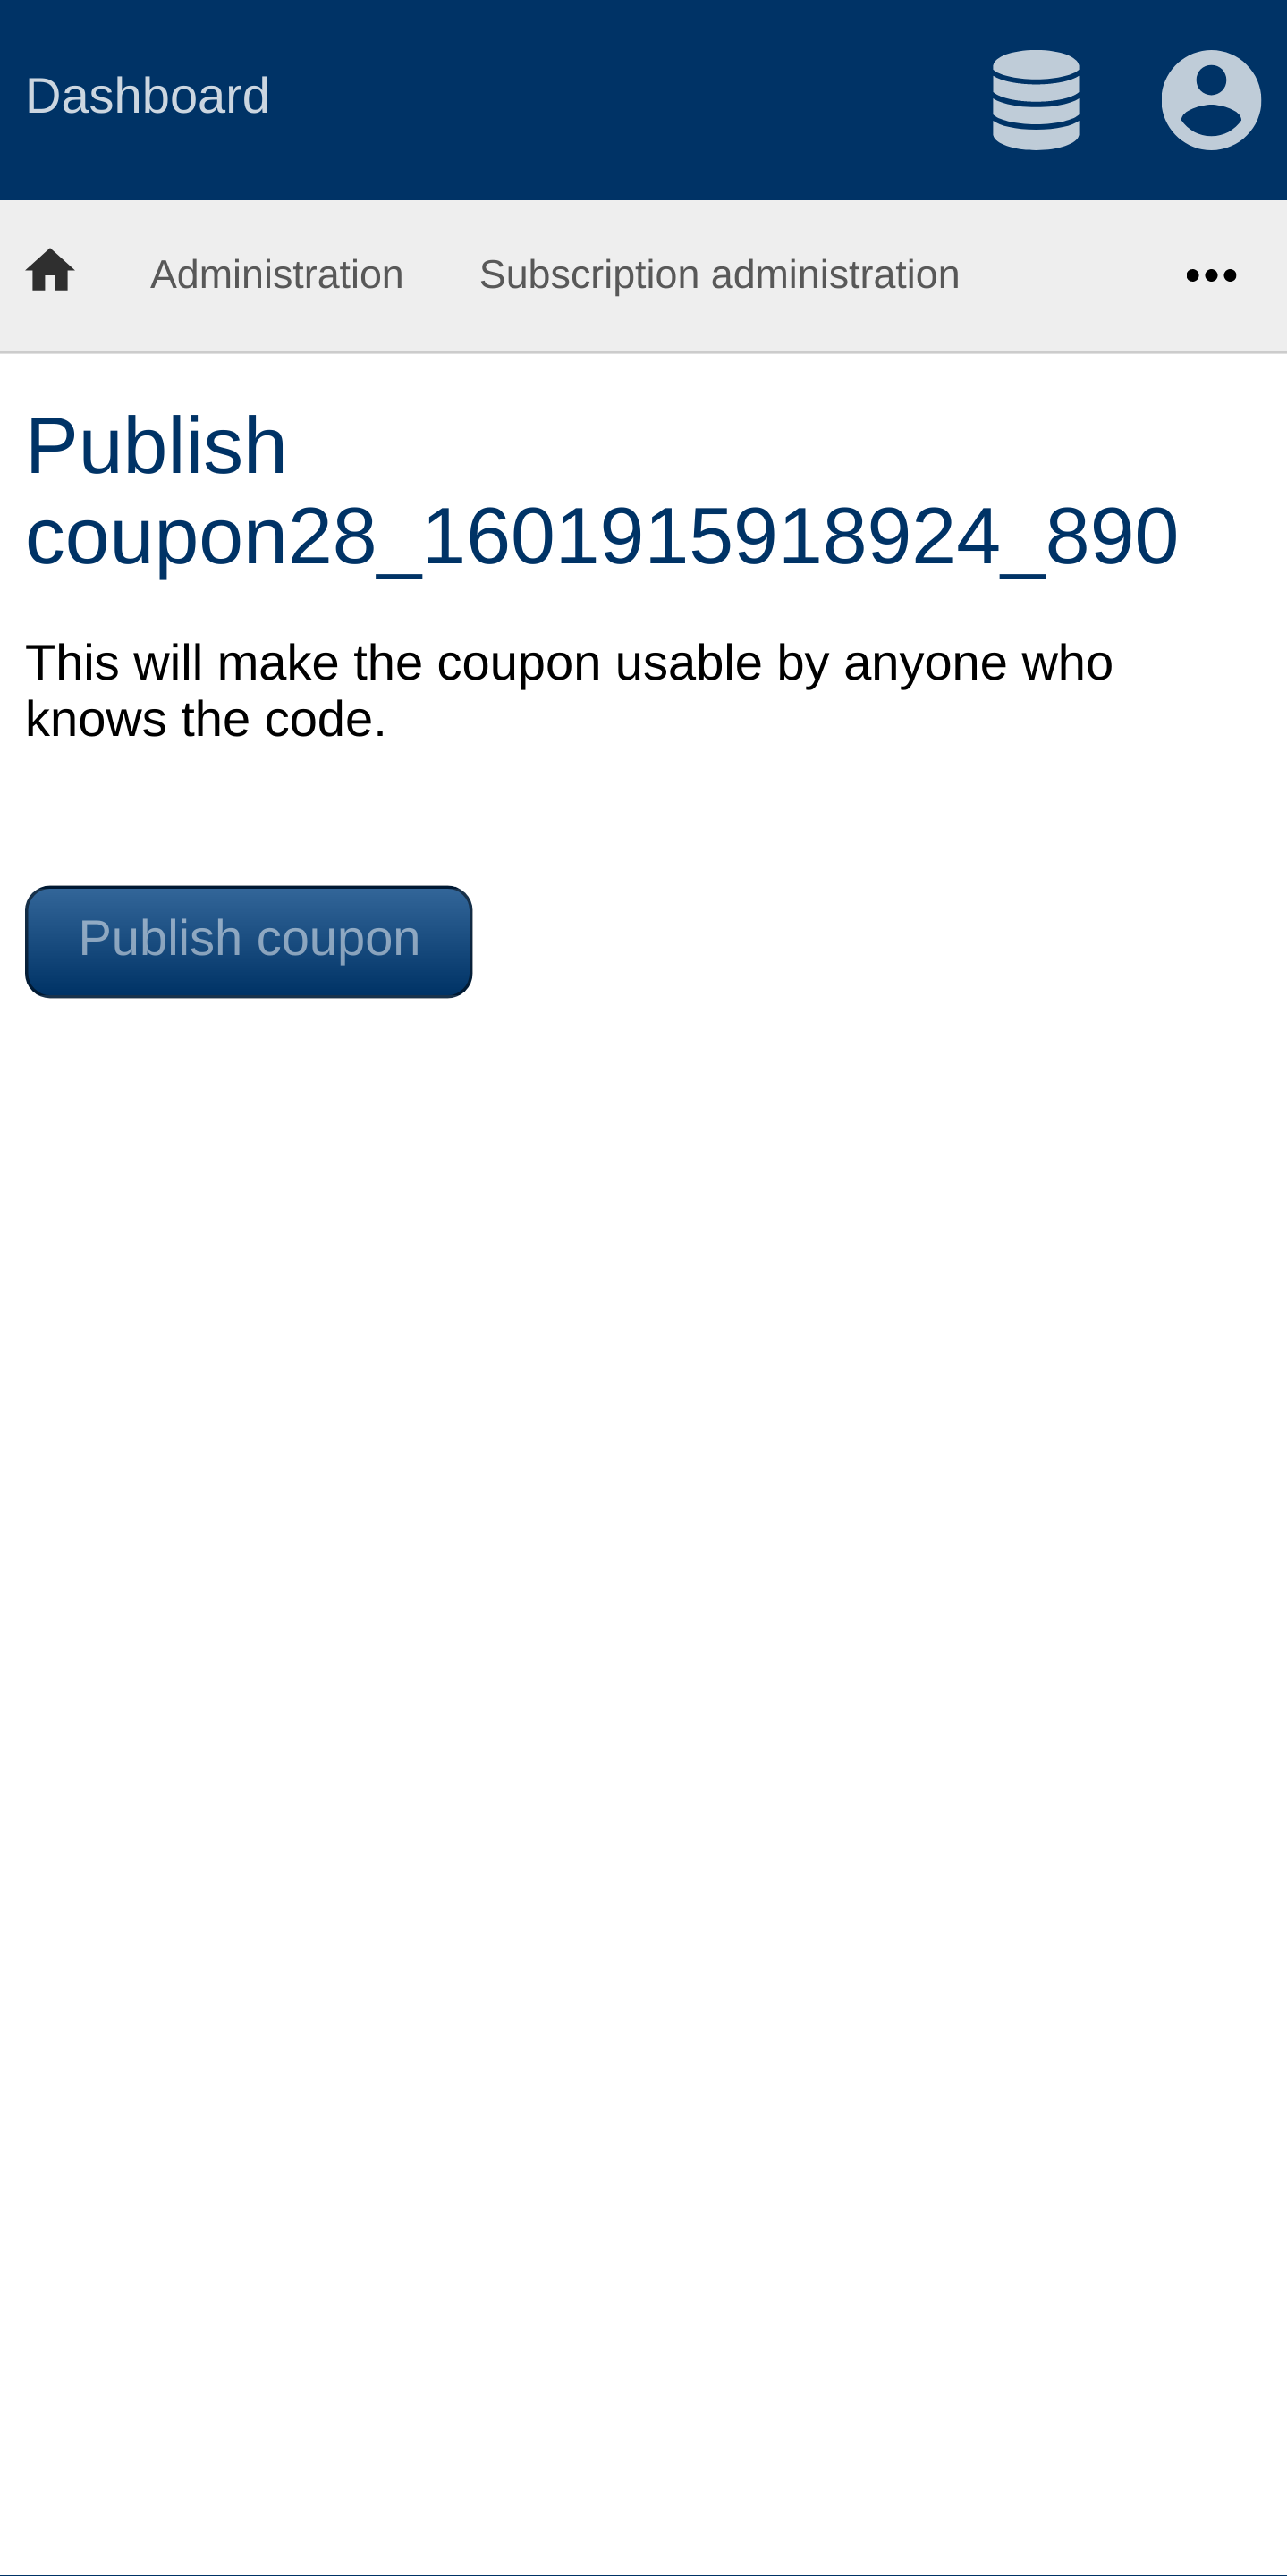 Dashboard
Administration Subscription administration
Publish
coupon28_1601915918924_890
This will make the coupon usable by anyone who
knows the code.
Publish coupon